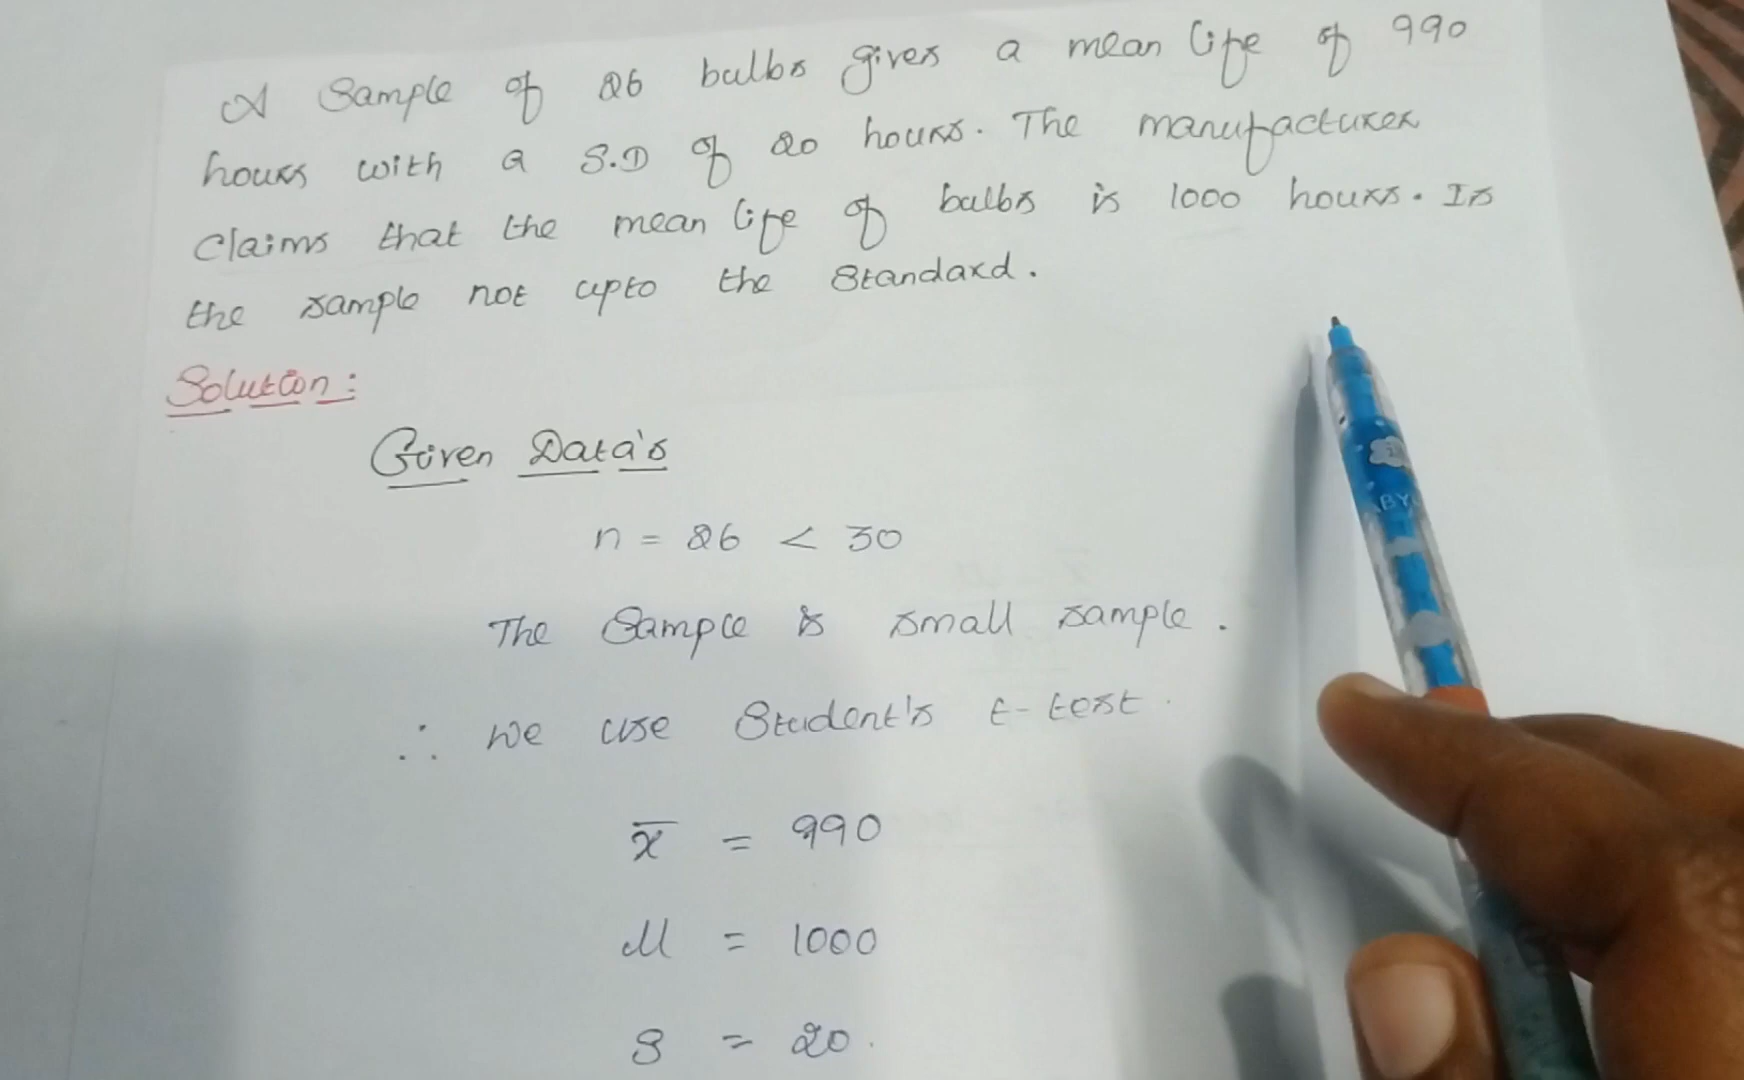 A Sample of 26 bulbs gives a mean life of 990
hours with a S.D of 20 hours. The manufacturer
claims that the mean life of bulbs is 1000 hours. Is
the sample not upto the Standard.
Solution:
Given Data's
n = 26 < 30
The Sample is small sample.
∴ we use Student's t-test.
x̄ = 990
μ = 1000
S = 20.